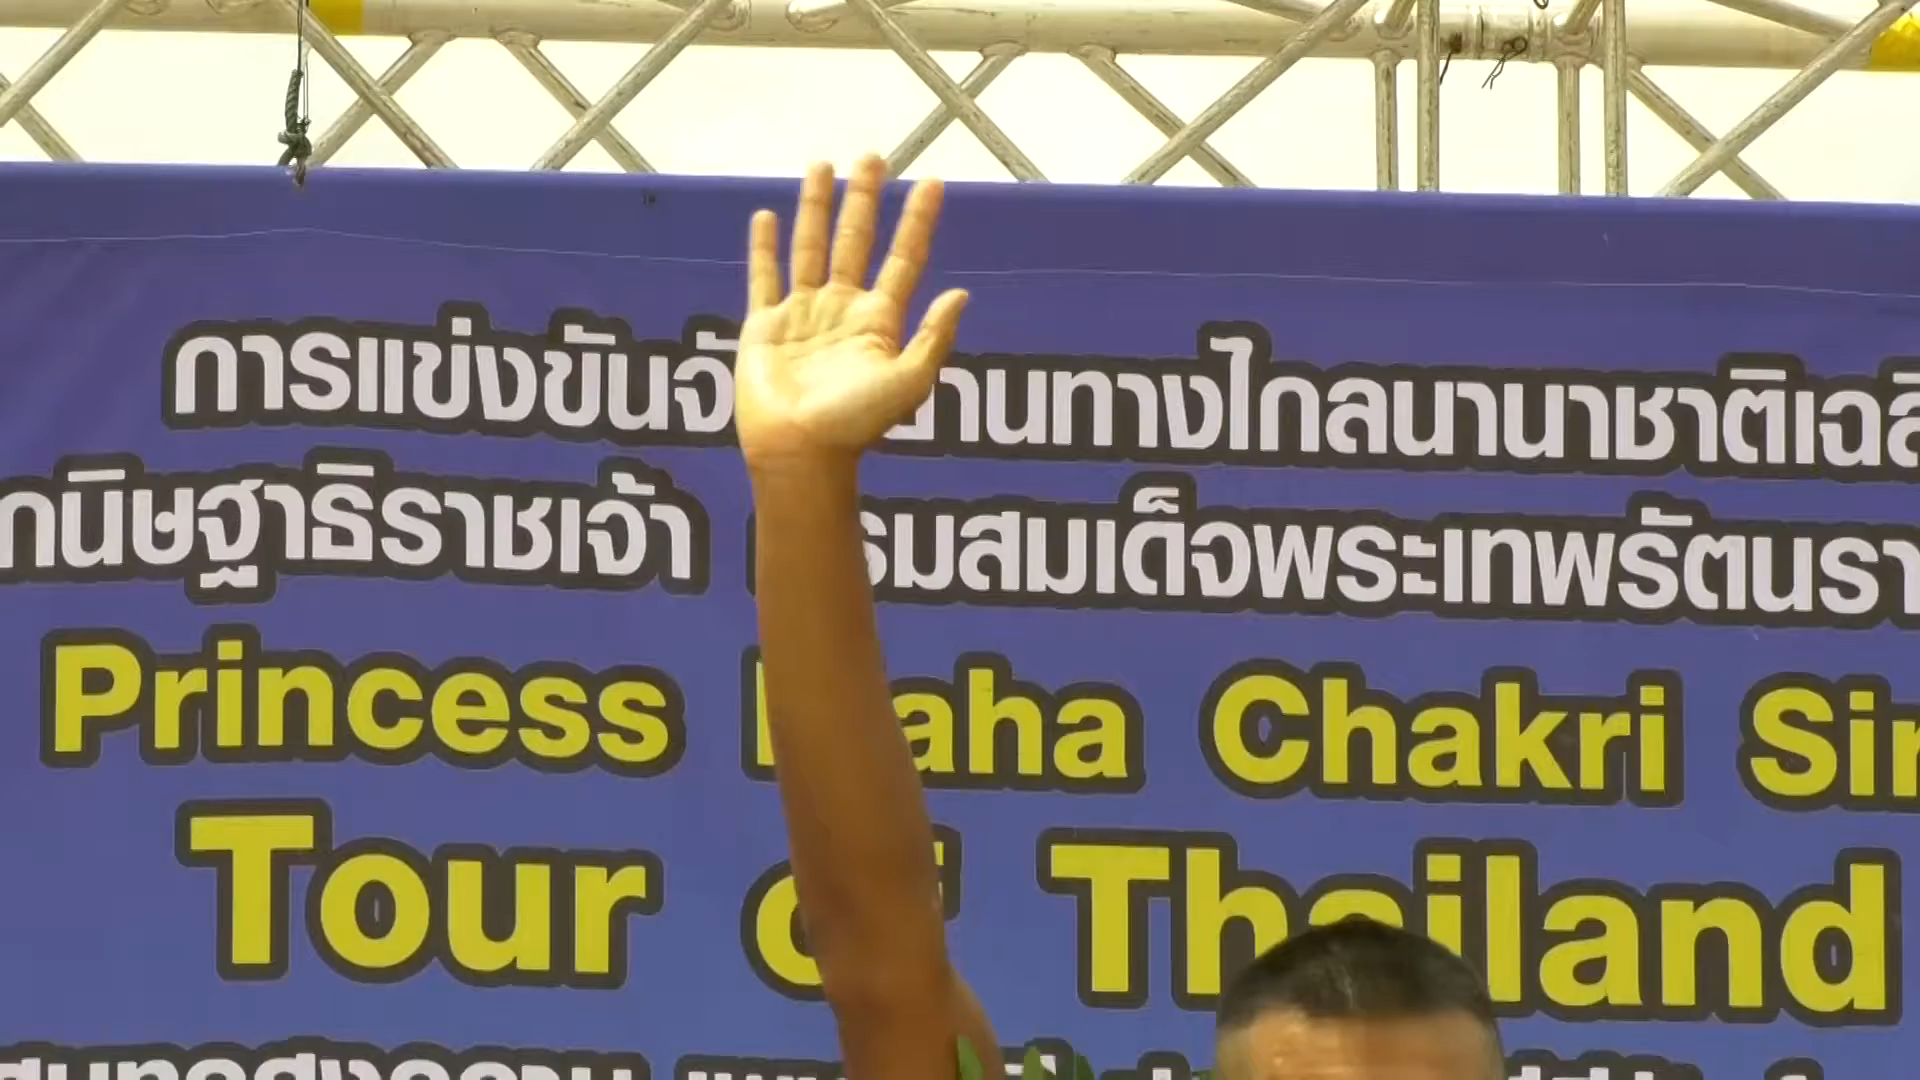 การแข่งขันจั านทางไกลนานาชาติเฉลิ
กนิษฐาธิราชเจ้า รมสมเด็จพระเทพรัตนรา
Princess Maha Chakri Sir
Tour of Thailand